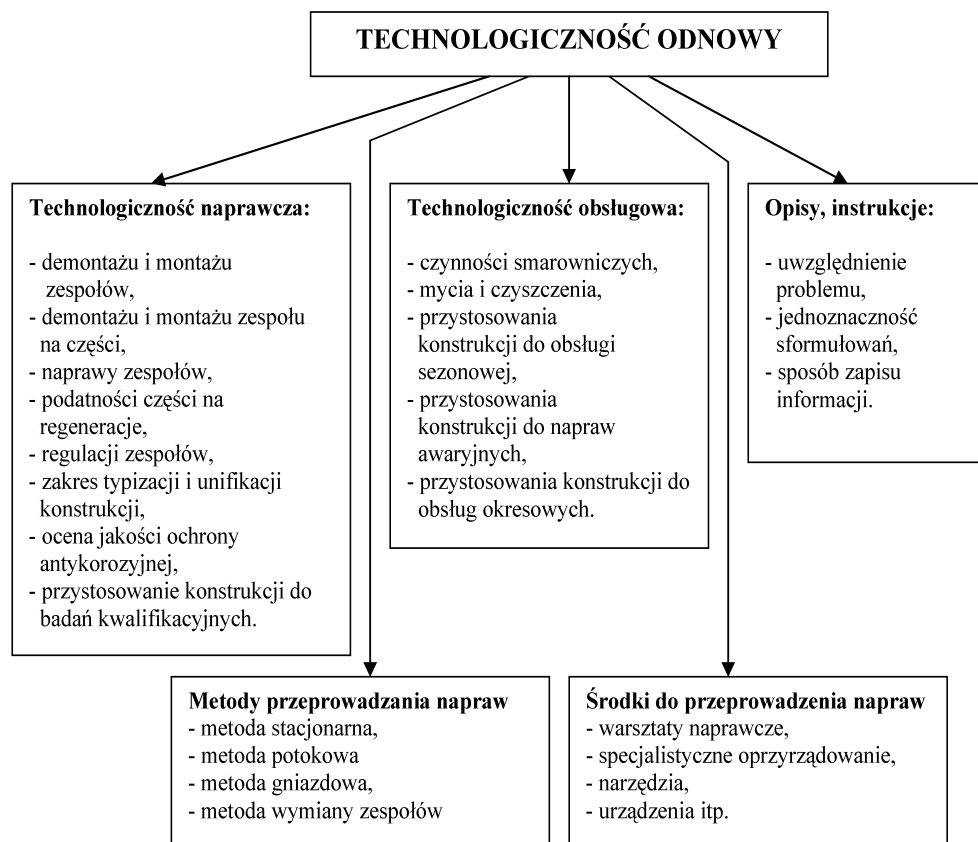 TECHNOLOGICZNOŚĆ ODNOWY
Technologiczność naprawcza:
- demontażu i montażu
zespołów,
- demontażu i montażu zespołu
na części,
- naprawy zespołów,
- podatności części na
regeneracje,
- regulacji zespołów,
- zakres typizacji i unifikacji
konstrukcji,
- ocena jakości ochrony
antykorozyjnej,
- przystosowanie konstrukcji do
badań kwalifikacyjnych.
Technologiczność obsługowa:
- czynności smarowniczych,
- mycia i czyszczenia,
- przystosowania
konstrukcji do obsługi
sezonowej,
- przystosowania
konstrukcji do napraw
awaryjnych,
- przystosowania konstrukcji do
obsług okresowych.
Opisy, instrukcje:
- uwzględnienie
problemu,
- jednoznaczność
sformułowań,
- sposób zapisu
informacji.
Metody przeprowadzania napraw
- metoda stacjonarna,
- metoda potokowa
- metoda gniazdowa,
- metoda wymiany zespołów
Środki do przeprowadzenia napraw
- warsztaty naprawcze,
- specjalistyczne oprzyrządowanie,
- narzędzia,
- urządzenia itp.